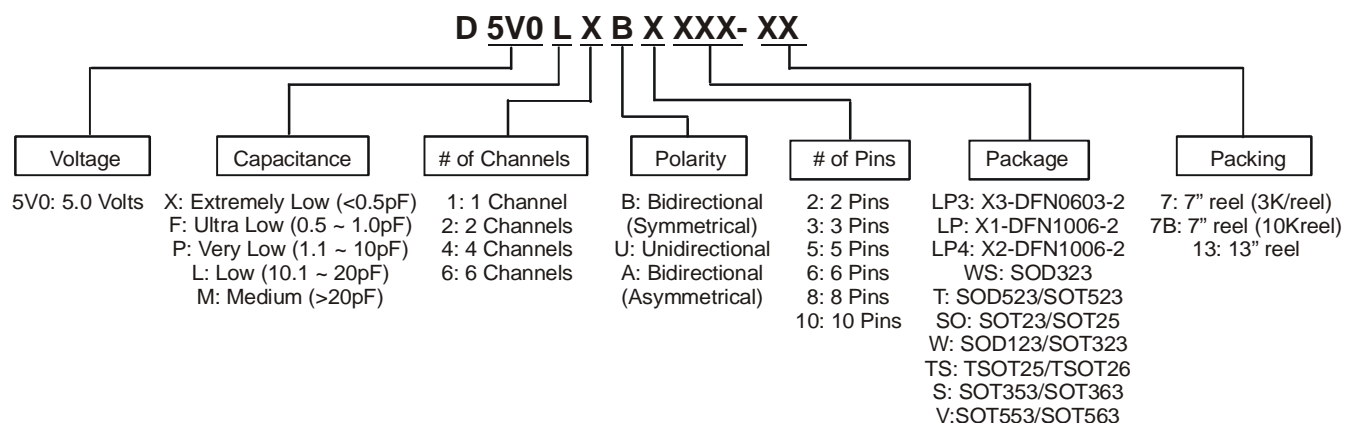 D 5V0 L X B X XXX- XX
Voltage
5V0: 5.0 Volts
Capacitance
X: Extremely Low (<0.5pF)
F: Ultra Low (0.5 ~ 1.0pF)
P: Very Low (1.1 ~ 10pF)
L: Low (10.1 ~ 20pF)
M: Medium (>20pF)
# of Channels
1: 1 Channel
2: 2 Channels
4: 4 Channels
6: 6 Channels
Polarity
B: Bidirectional
(Symmetrical)
U: Unidirectional
A: Bidirectional
(Asymmetrical)
# of Pins
2: 2 Pins
3: 3 Pins
5: 5 Pins
6: 6 Pins
8: 8 Pins
10: 10 Pins
Package
LP3: X3-DFN0603-2
LP: X1-DFN1006-2
LP4: X2-DFN1006-2
WS: SOD323
T: SOD523/SOT523
SO: SOT23/SOT25
W: SOD123/SOT323
TS: TSOT25/TSOT26
S: SOT353/SOT363
V:SOT553/SOT563
Packing
7: 7” reel (3K/reel)
7B: 7” reel (10Kreel)
13: 13” reel